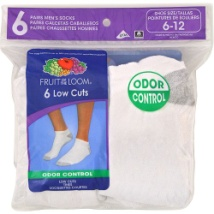 6
PAIRS MEN'S SOCKS
PARES CALCETAS CABALLEROS
PAIRES CHAUSSETTES HOMMES
SHOE SIZE/TALLAS
POINTURES DE SOULIERS
6-12
FRUIT OF THE LOOM®
6 Low Cuts
ODOR
CONTROL
ODOR CONTROL